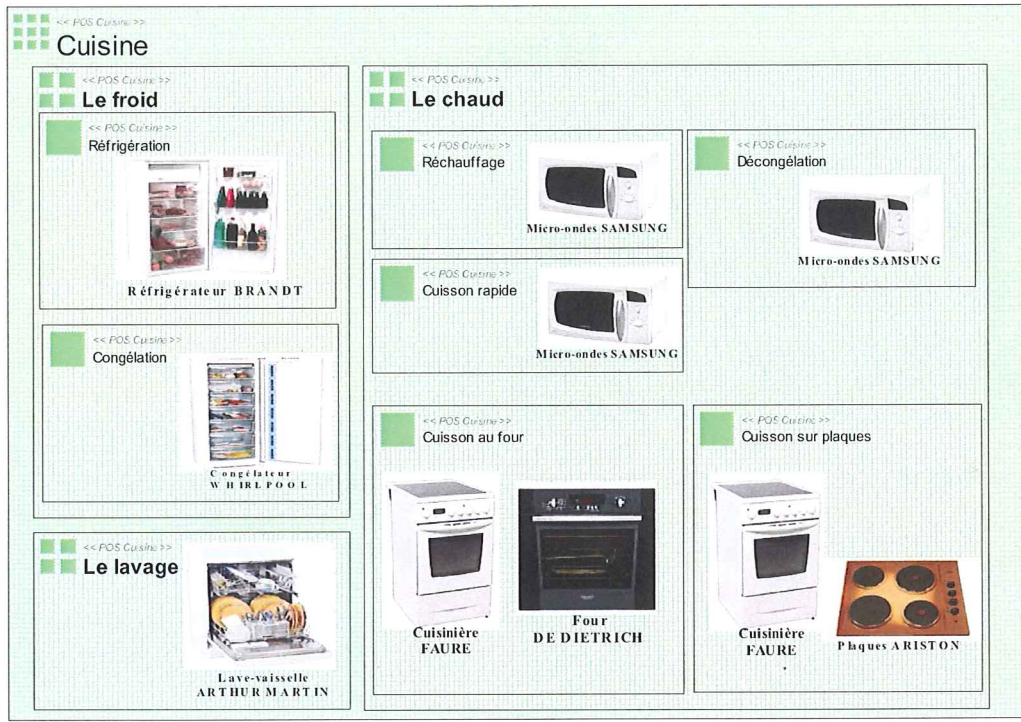 << POS Cuisine >>
Cuisine
<< POS Cuisine >>
Le froid
<< POS Cuisine >>
Réfrigération
Réfrigérateur BRANDT
<< POS Cuisine >>
Congélation
Congélateur
WHIRLPOOL
<< POS Cuisine >>
Le lavage
Lave-vaisselle
ARTHUR MARTIN
<< POS Cuisine >>
Le chaud
<< POS Cuisine >>
Réchauffage
Micro-ondes SAMSUNG
<< POS Cuisine >>
Décongélation
Micro-ondes SAMSUNG
<< POS Cuisine >>
Cuisson rapide
Micro-ondes SAMSUNG
<< POS Cuisine >>
Cuisson au four
Cuisinière
FAURE
Four
DE DIETRICH
<< POS Cuisine >>
Cuisson sur plaques
Cuisinière
FAURE
Plaques ARISTON